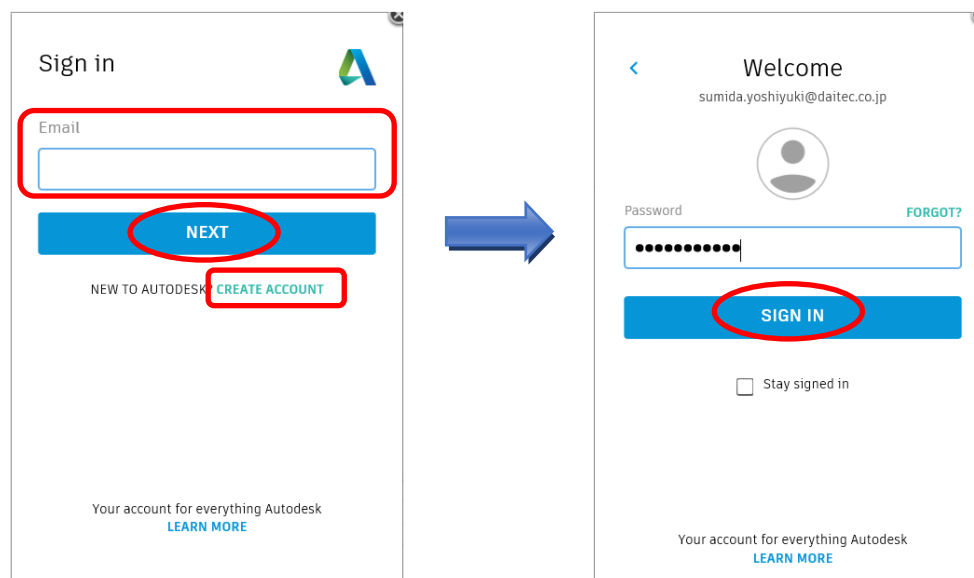 Sign in
Email
NEXT
NEW TO AUTODESK? CREATE ACCOUNT
Your account for everything Autodesk
LEARN MORE
Welcome
sumida.yoshiyuki@daitec.co.jp
Password
FORGOT?
SIGN IN
Stay signed in
Your account for everything Autodesk
LEARN MORE